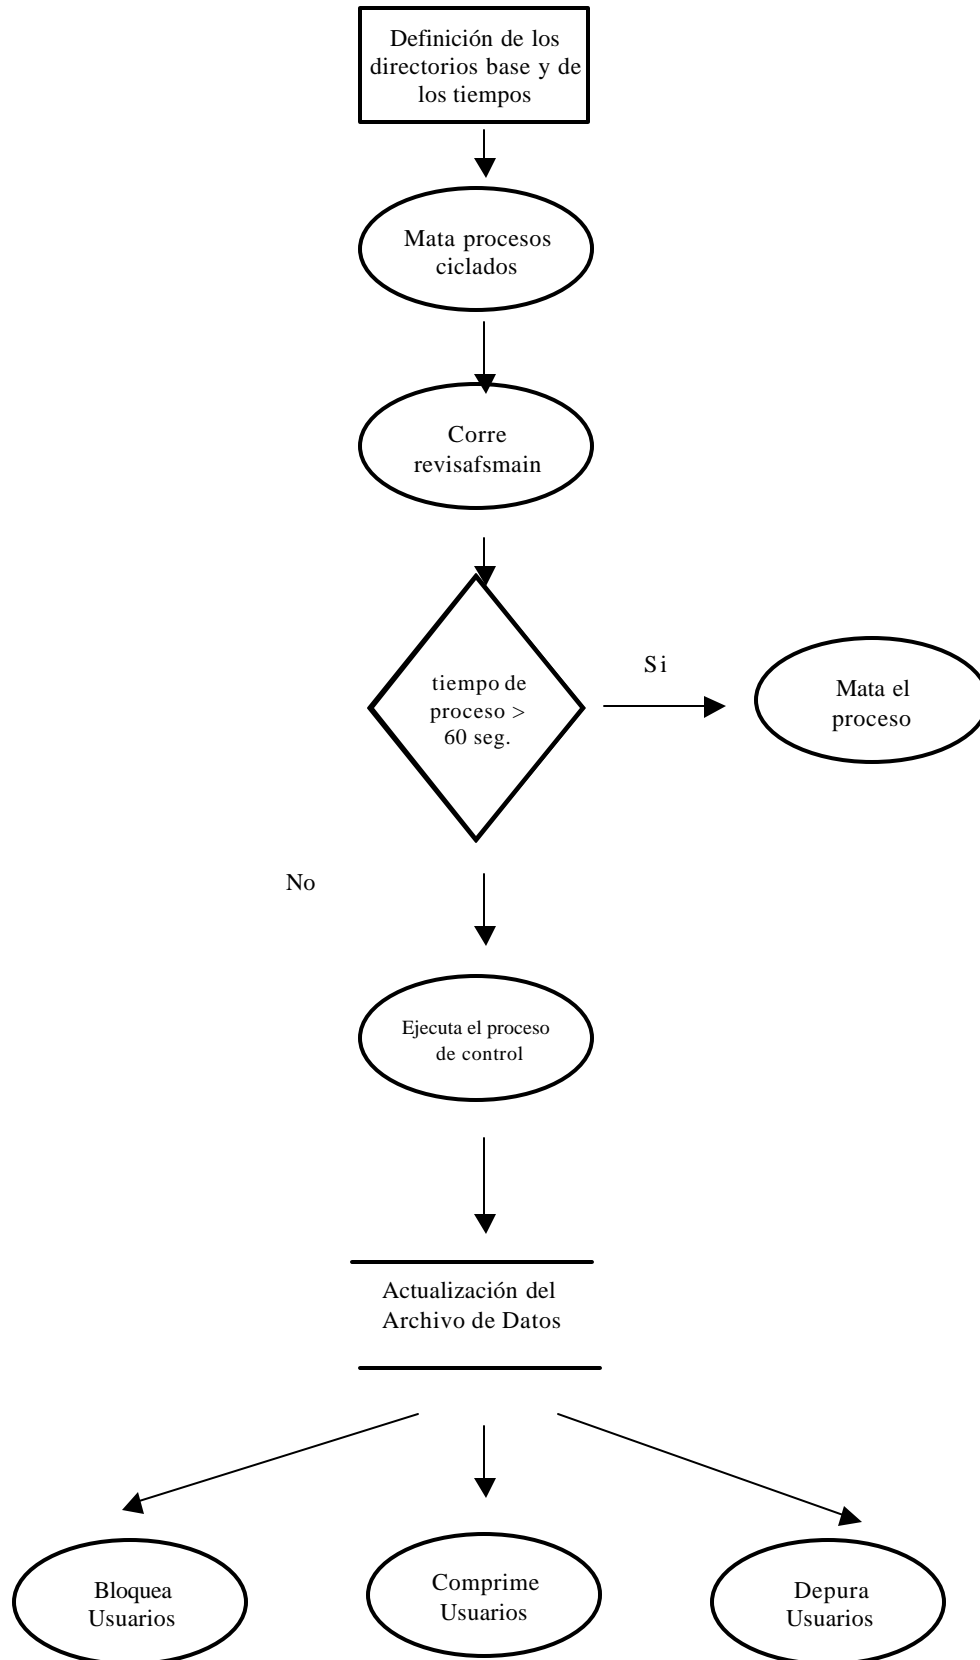 Definición de los
directorios base y de
los tiempos
Mata procesos
ciclados
Corre
revisafsmain
tiempo de
proceso >
60 seg.
Si
Mata el
proceso
No
Ejecuta el proceso
de control
Actualización del
Archivo de Datos
Bloquea
Usuarios
Comprime
Usuarios
Depura
Usuarios